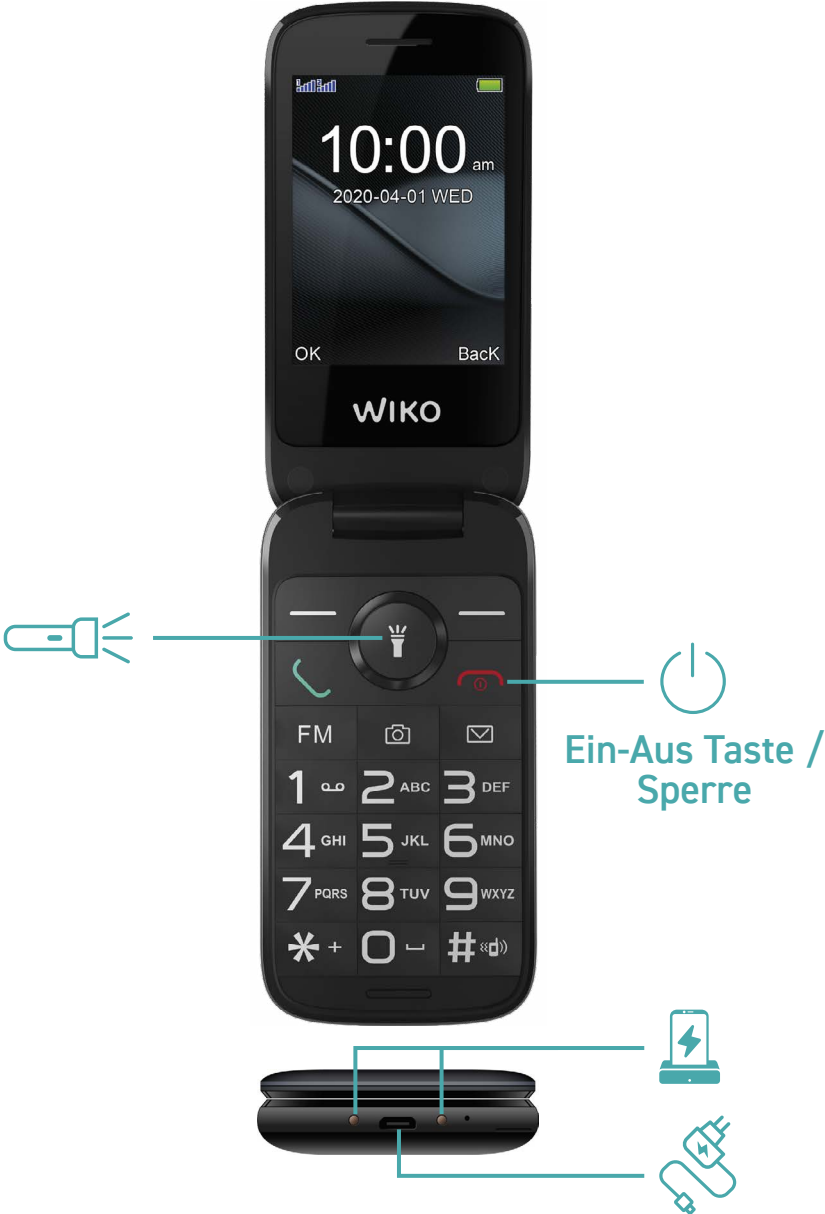 10:00 am
2020-04-01 WED
OK BacK
WIKO
FM
1 2 ABC 3 DEF
4 GHI 5 JKL 6 MNO
7 PQRS 8 TUV 9 WXYZ
* + 0 #
Ein-Aus Taste /
Sperre